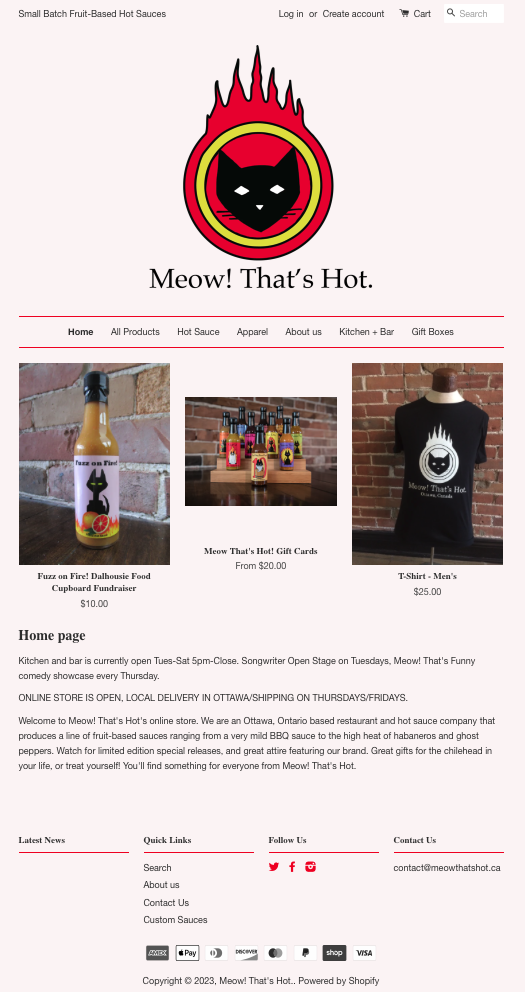 Small Batch Fruit-Based Hot Sauces
Log in or Create account Cart Search
Meow! That's Hot.
Home All Products Hot Sauce Apparel About us Kitchen + Bar Gift Boxes
Fuzz on Fire!
Meow! That's Hot.
Ottawa, Canada
Fuzz on Fire! Dalhousie Food
Cupboard Fundraiser
$10.00
Meow That's Hot! Gift Cards
From $20.00
T-Shirt - Men's
$25.00
Home page
Kitchen and bar is currently open Tues-Sat 5pm-Close. Songwriter Open Stage on Tuesdays, Meow! That's Funny
comedy showcase every Thursday.
ONLINE STORE IS OPEN, LOCAL DELIVERY IN OTTAWA/SHIPPING ON THURSDAYS/FRIDAYS.
Welcome to Meow! That's Hot's online store. We are an Ottawa, Ontario based restaurant and hot sauce company that
produces a line of fruit-based sauces ranging from a very mild BBQ sauce to the high heat of habaneros and ghost
peppers. Watch for limited edition special releases, and great attire featuring our brand. Great gifts for the chilehead in
your life, or treat yourself! You'll find something for everyone from Meow! That's Hot.
Latest News
Quick Links
Search
About us
Contact Us
Custom Sauces
Follow Us
Contact Us
contact@meowthatshot.ca
AMEX Pay DISCOVER shop VISA
Copyright © 2023, Meow! That's Hot.. Powered by Shopify